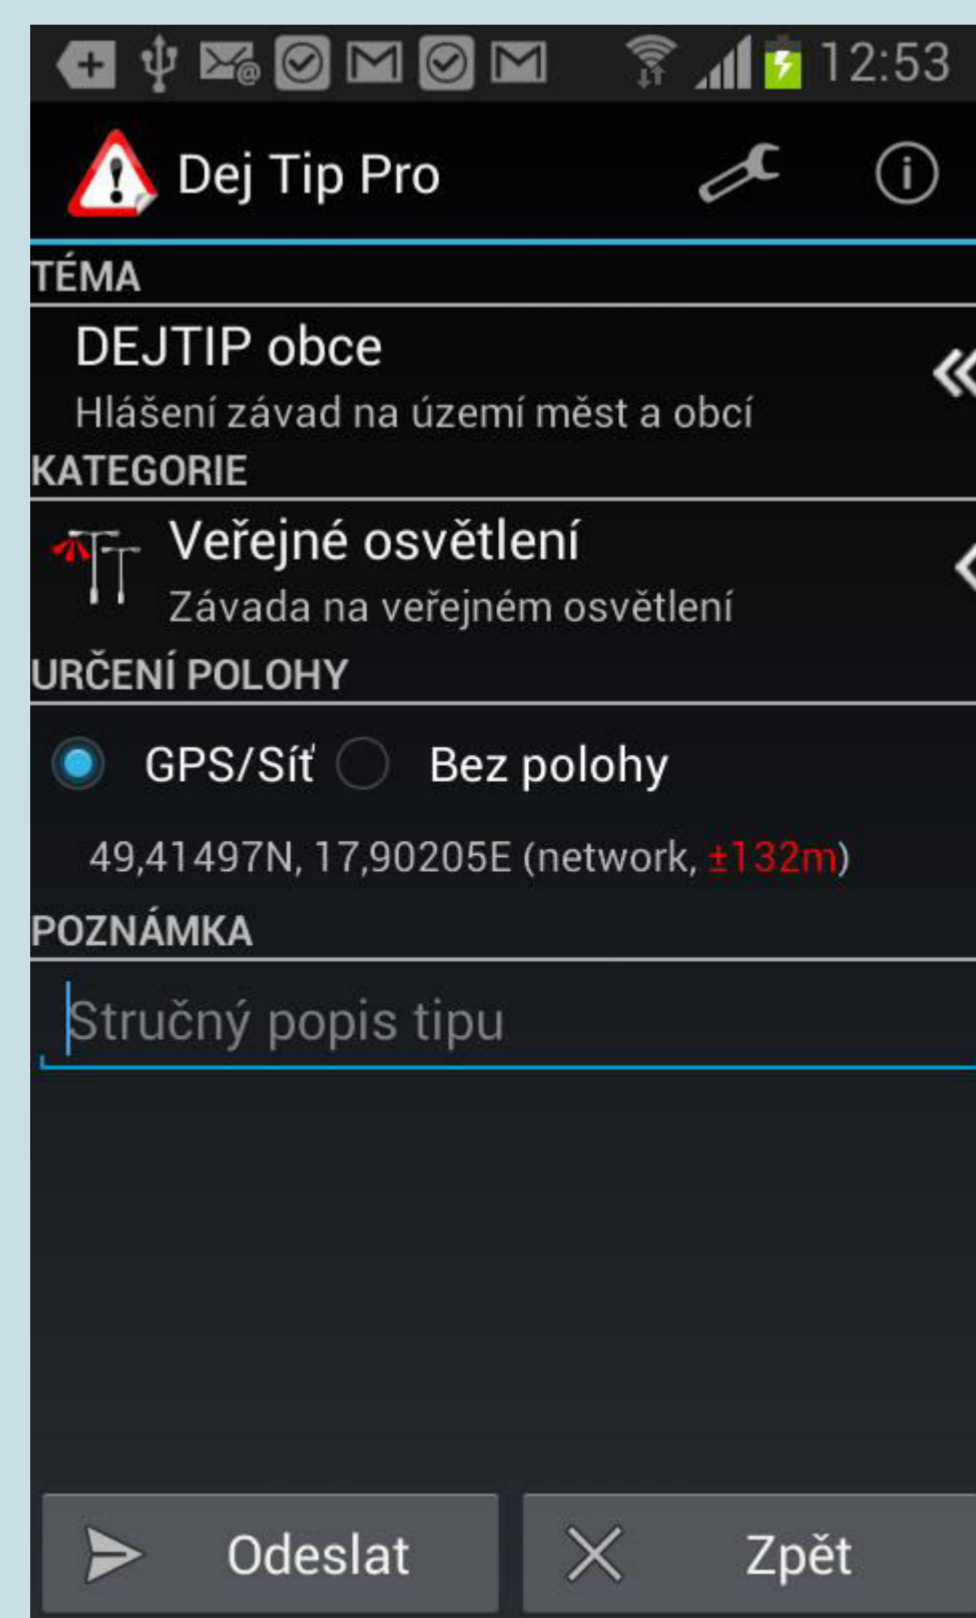 12:53
Dej Tip Pro
TÉMA
DEJTIP obce
Hlášení závad na území měst a obcí
KATEGORIE
Veřejné osvětlení
Závada na veřejném osvětlení
URČENÍ POLOHY
GPS/Síť Bez polohy
49,41497N, 17,90205E (network, ±132m)
POZNÁMKA
Stručný popis tipu
Odeslat Zpět